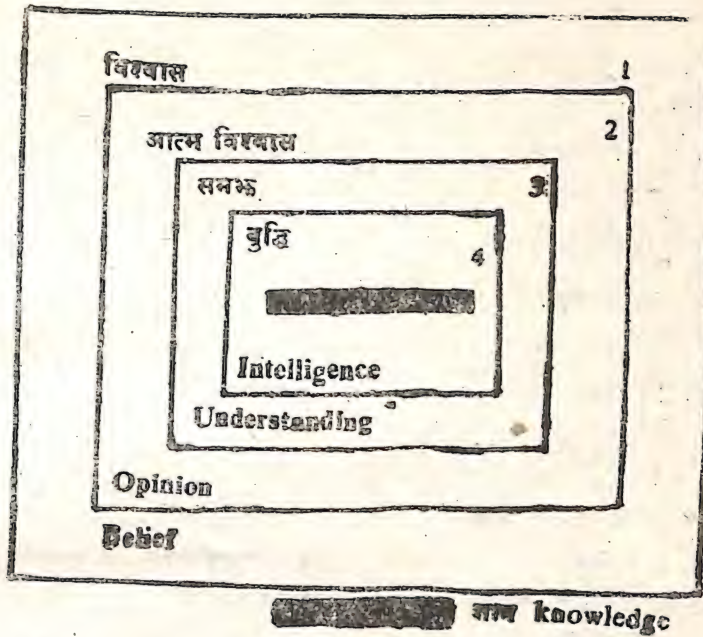 विश्वास 1
आत्म विश्वास 2
समझ 3
बुद्धि 4
Intelligence
Understanding
Opinion
Belief
knowledge